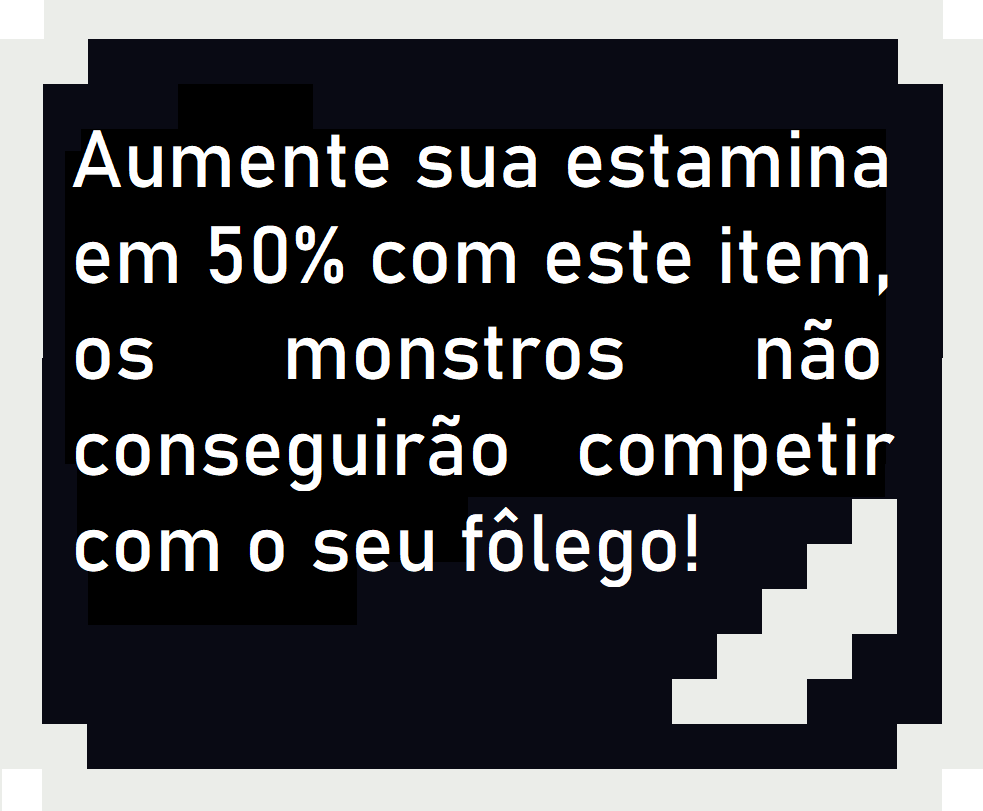 Aumente sua estamina
em 50% com este item,
os monstros não
conseguirão competir
com o seu fôlego!